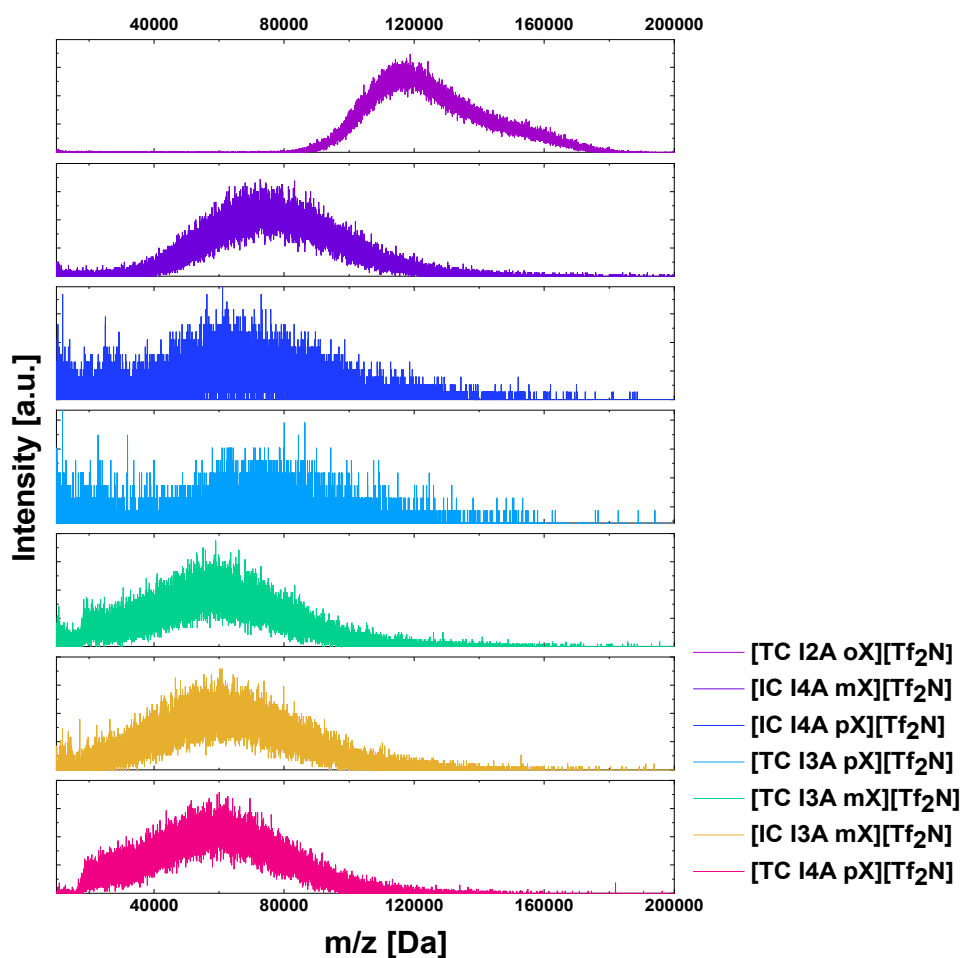 40000 80000 120000 160000 200000
Intensity [a.u.]
[TC I2A oX][Tf2N]
[IC I4A mX][Tf2N]
[IC I4A pX][Tf2N]
[TC I3A pX][Tf2N]
[TC I3A mX][Tf2N]
[IC I3A mX][Tf2N]
[TC I4A pX][Tf2N]
40000 80000 120000 160000 200000
m/z [Da]